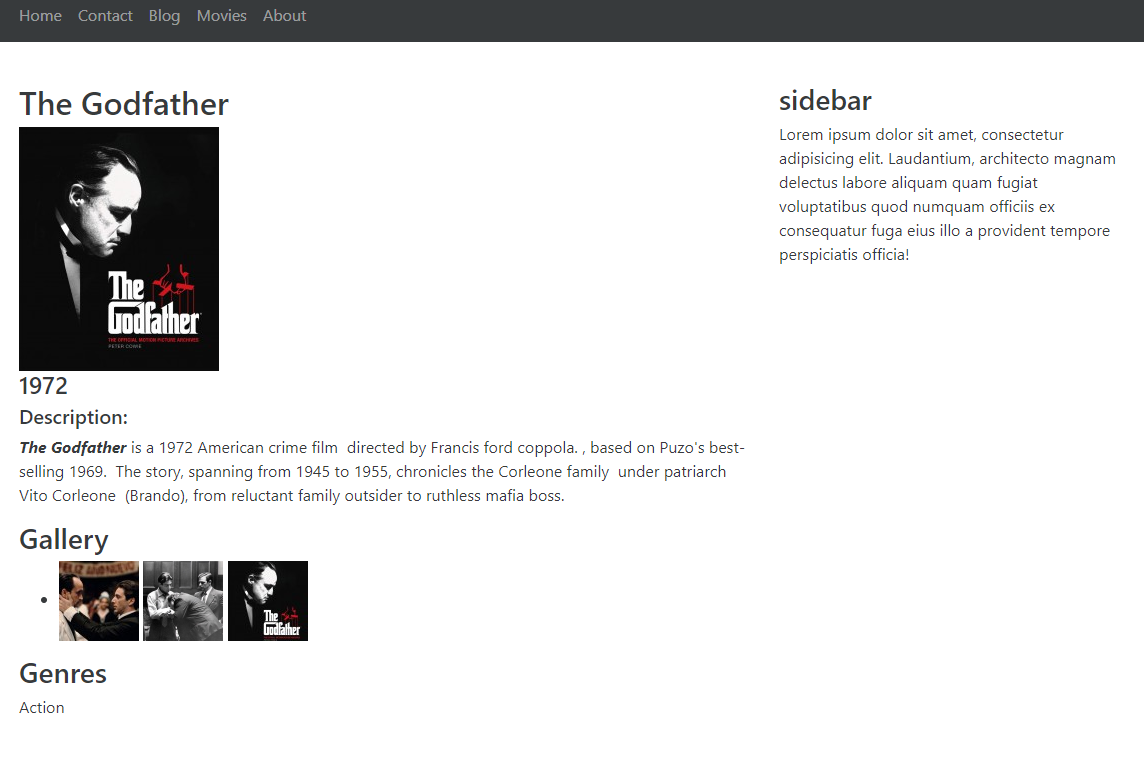 Home Contact Blog Movies About
The Godfather
The
Godfather
THE OFFICIAL MOTION PICTURE ARCHIVES
PETER COWIE
1972
Description:
The Godfather is a 1972 American crime film  directed by Francis ford coppola. , based on Puzo's best-
selling 1969.  The story, spanning from 1945 to 1955, chronicles the Corleone family  under patriarch
Vito Corleone  (Brando), from reluctant family outsider to ruthless mafia boss.
Gallery
The
Godfather
Genres
Action
sidebar
Lorem ipsum dolor sit amet, consectetur
adipisicing elit. Laudantium, architecto magnam
delectus labore aliquam quam fugiat
voluptatibus quod numquam officiis ex
consequatur fuga eius illo a provident tempore
perspiciatis officia!